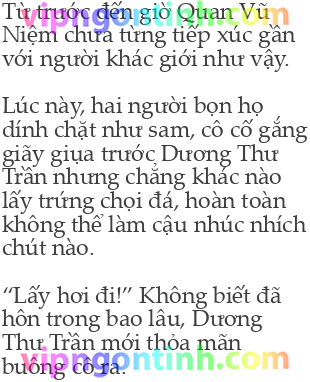 Từ trước đến giờ Quan Vũ
vipngontinh.com
Niệm chưa từng tiếp xúc gần
với người khác giới như vậy.
Lúc này, hai người bọn họ
dính chặt như sam, cô cố gắng
giãy giụa trước Dương Thư
Trần nhưng chẳng khác nào
lấy trứng chọi đá, hoàn toàn
không thể làm cậu nhúc nhích
chút nào.
“Lấy hơi đi!” Không biết đã
hôn trong bao lâu, Dương
Thư Trần mới thỏa mãn
vipngontinh.com
buông cô ra.